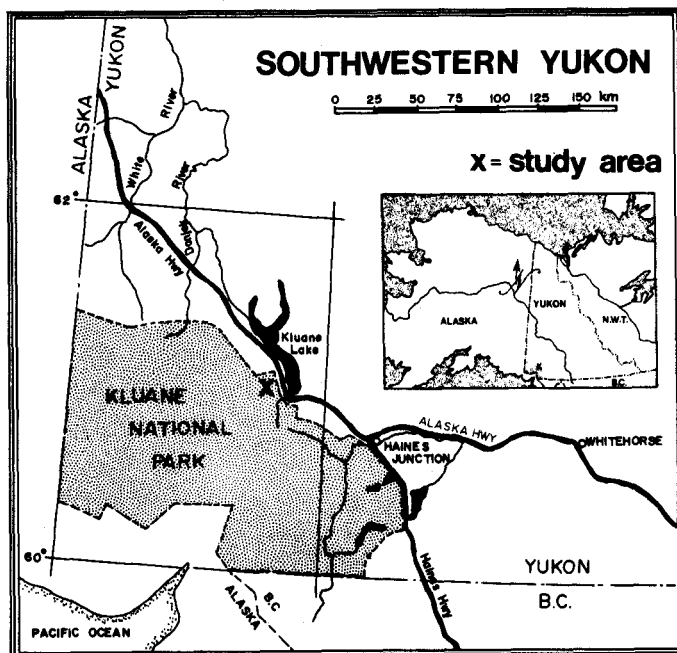 SOUTHWESTERN YUKON
0 25 50 75 100 125 150 km
x = study area
ALASKA
YUKON
White
River
River
Donjek
62°
Alaska Hwy
Kluane
Lake
X
KLUANE
NATIONAL
PARK
ALASKA HWY
HAINES
JUNCTION
WHITEHORSE
60°
Haines Hwy
YUKON
B.C.
B.C.
ALASKA
PACIFIC OCEAN
ALASKA
YUKON
N.W.T.
x
B.C.